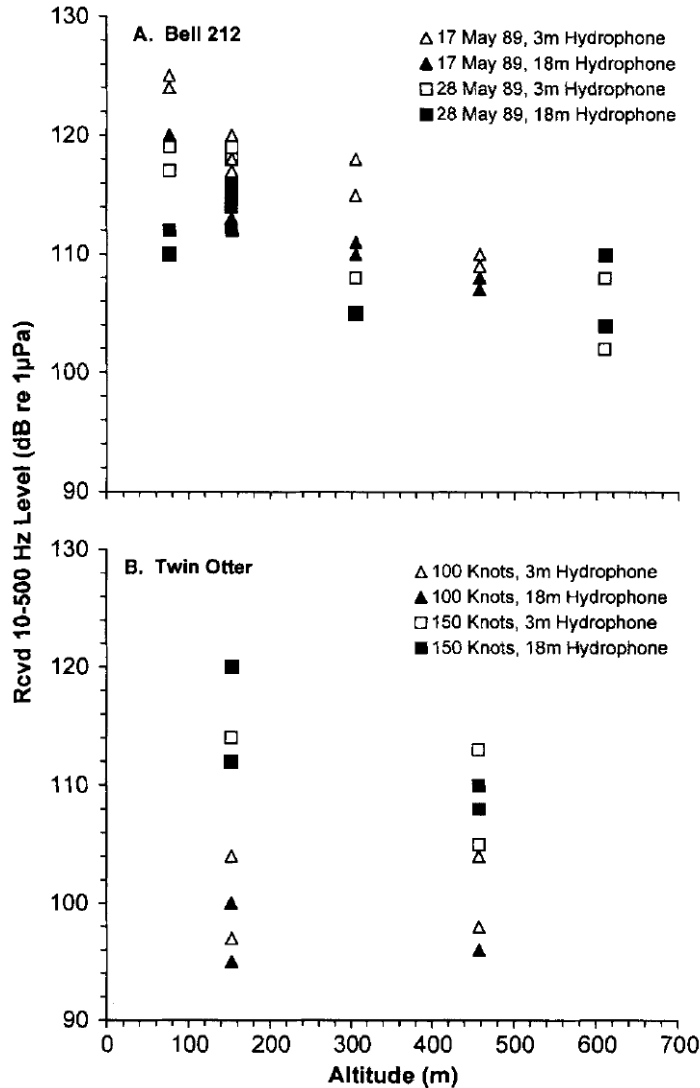 130
A. Bell 212
17 May 89, 3m Hydrophone
17 May 89, 18m Hydrophone
28 May 89, 3m Hydrophone
28 May 89, 18m Hydrophone
120
110
100
90
Rcvd 10-500 Hz Level (dB re 1µPa)
130
B. Twin Otter
100 Knots, 3m Hydrophone
100 Knots, 18m Hydrophone
150 Knots, 3m Hydrophone
150 Knots, 18m Hydrophone
120
110
100
90
0 100 200 300 400 500 600 700
Altitude (m)